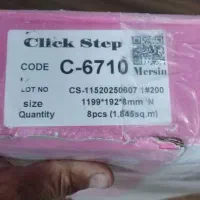 Click Step
CODE C-6710 Mersin
LOT NO CS-11520250607 1#200
size 1199*192*8mm N
Quantity 8pcs (1.845sq.m)